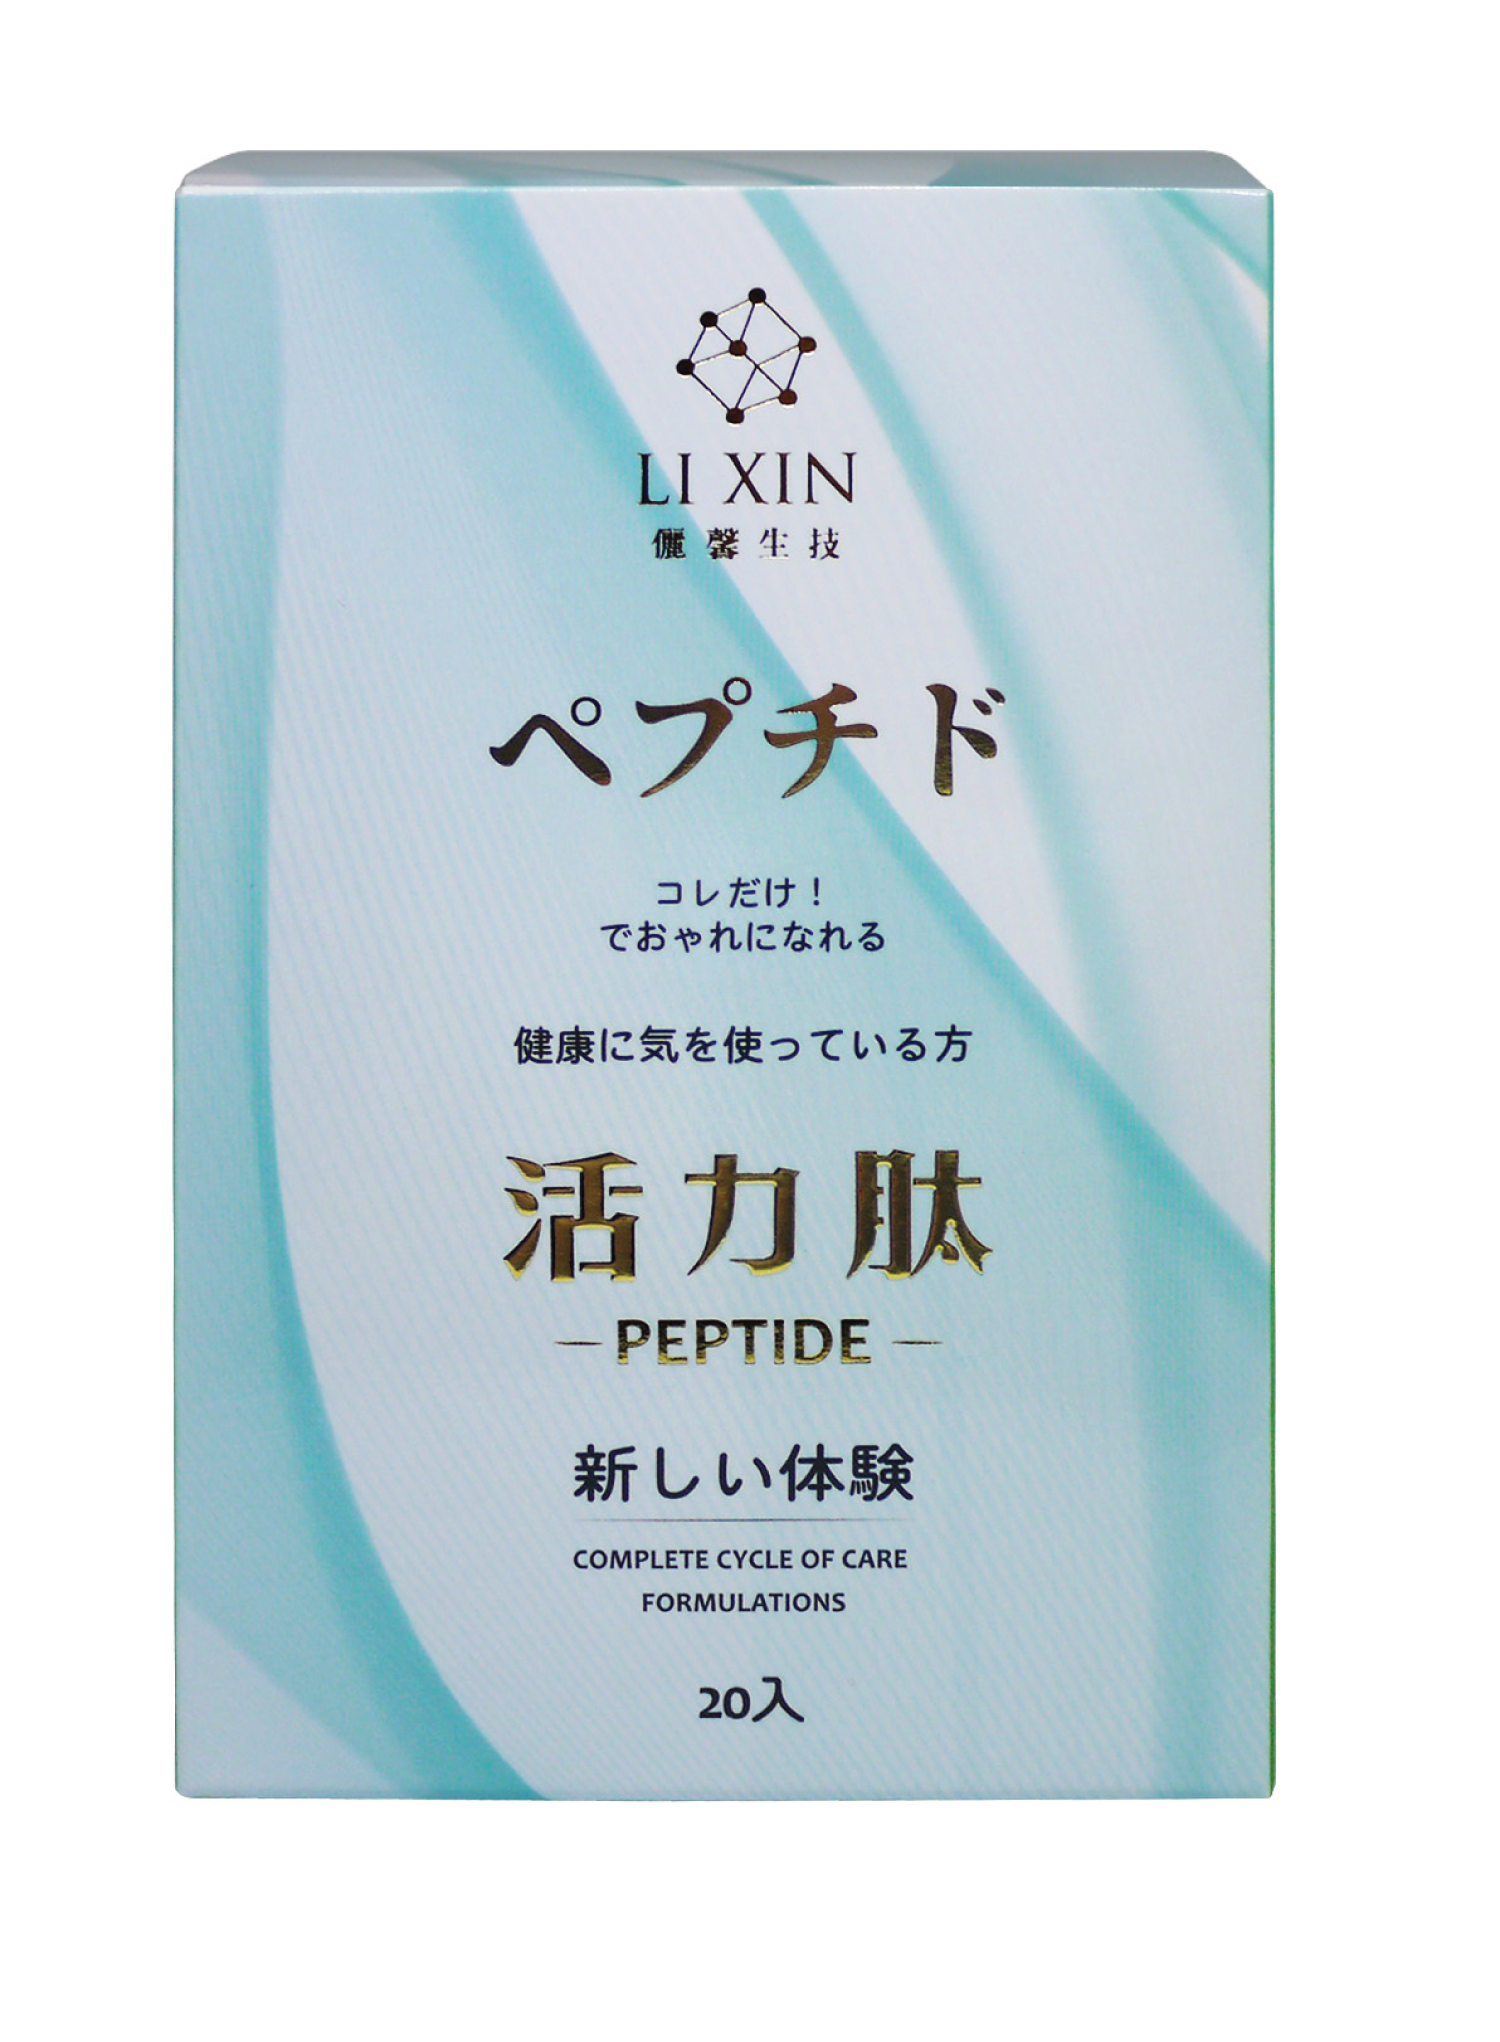 LI XIN
儷馨生技
ペプチド
コレだけ!
でおゃれになれる
健康に気を使っている方
活力肽
PEPTIDE
新しい体験
COMPLETE CYCLE OF CARE
FORMULATIONS
20入